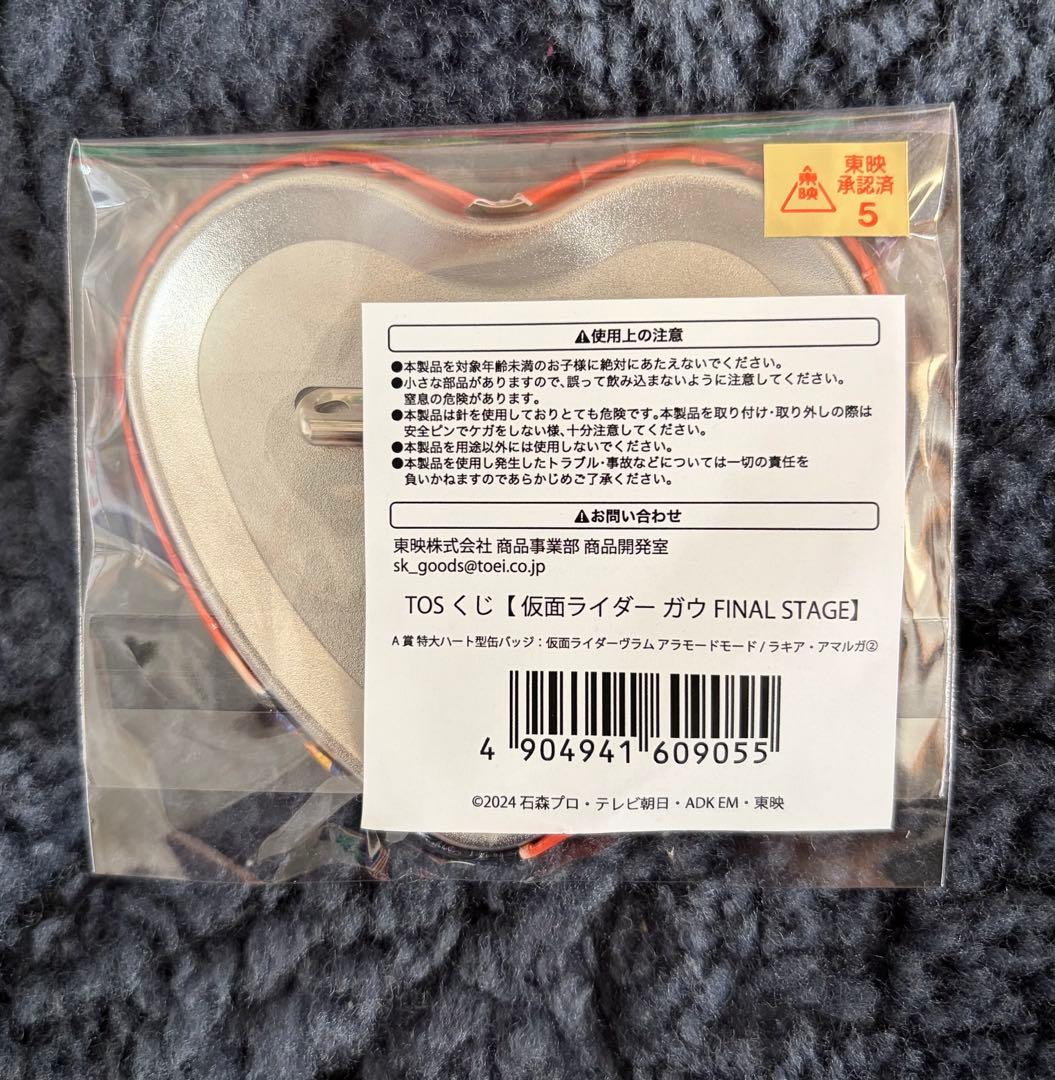 東映
東映
承認済
5
⚠使用上の注意
●本製品を対象年齢未満のお子様に絶対にあたえないでください。
●小さな部品がありますので、誤って飲み込まないように注意してください。
窒息の危険が あります。
●本製品は針を使用しておりとても危険です。本製品を取り付け・取り外しの際は
安全ピンでケガをしない様、十分注意してください。
●本製品を用途以外には使用しないでください。
●本製品を使用し発生したトラブル・事故などについては一切の責任を
負いかねますのであらかじめご了承ください。
⚠お問い合わせ
東映株式会社 商品事業部 商品開発室
sk_goods@toei.co.jp
TOS くじ【 仮面ライダー ガウ FINAL STAGE】
A 賞 特大ハート型缶バッジ：仮面ライダーヴラム アラモードモード / ラキア・アマルガ②
4 904941 609055
©2024 石森プロ・テレビ朝日・ADK EM・東映